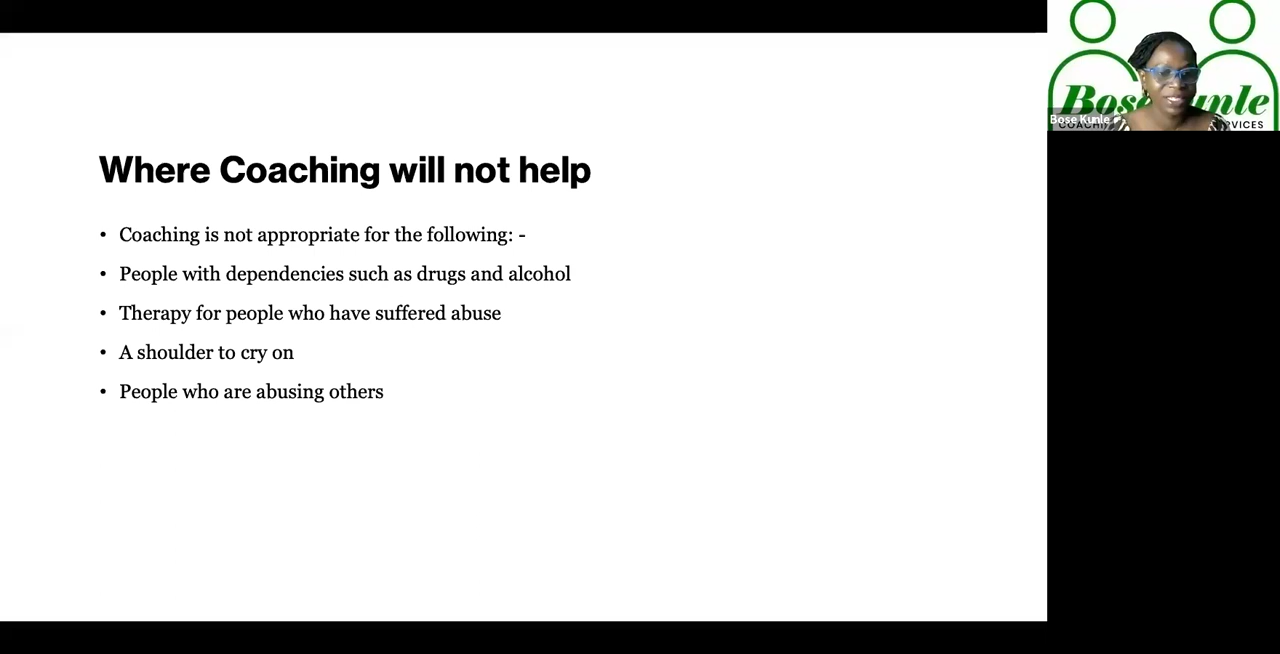 Where Coaching will not help
• Coaching is not appropriate for the following: -
• People with dependencies such as drugs and alcohol
• Therapy for people who have suffered abuse
• A shoulder to cry on
• People who are abusing others
Bose Kunle
Bose Kunle